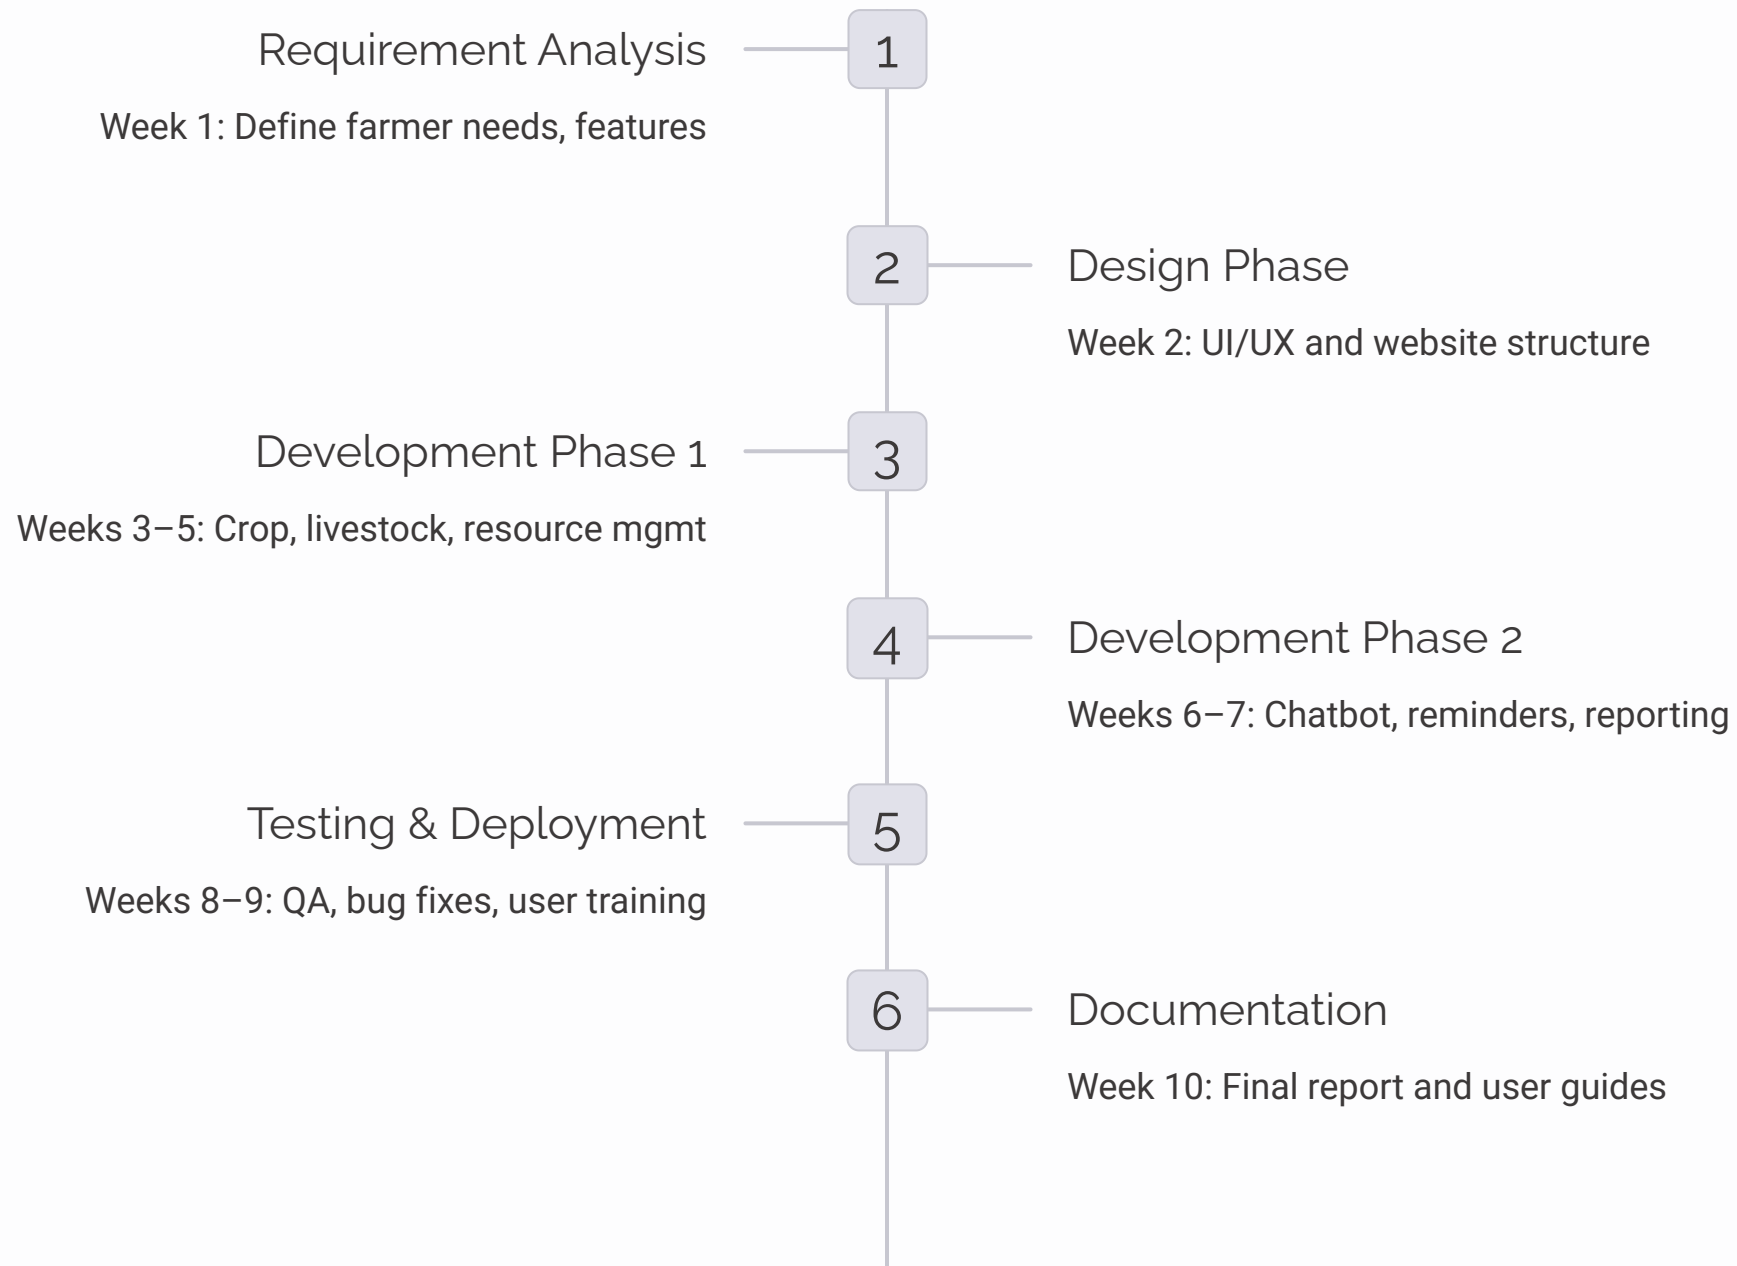 Requirement Analysis
1
Week 1: Define farmer needs, features
2
Design Phase
Week 2: UI/UX and website structure
Development Phase 1
3
Weeks 3–5: Crop, livestock, resource mgmt
4
Development Phase 2
Weeks 6–7: Chatbot, reminders, reporting
Testing & Deployment
5
Weeks 8–9: QA, bug fixes, user training
6
Documentation
Week 10: Final report and user guides